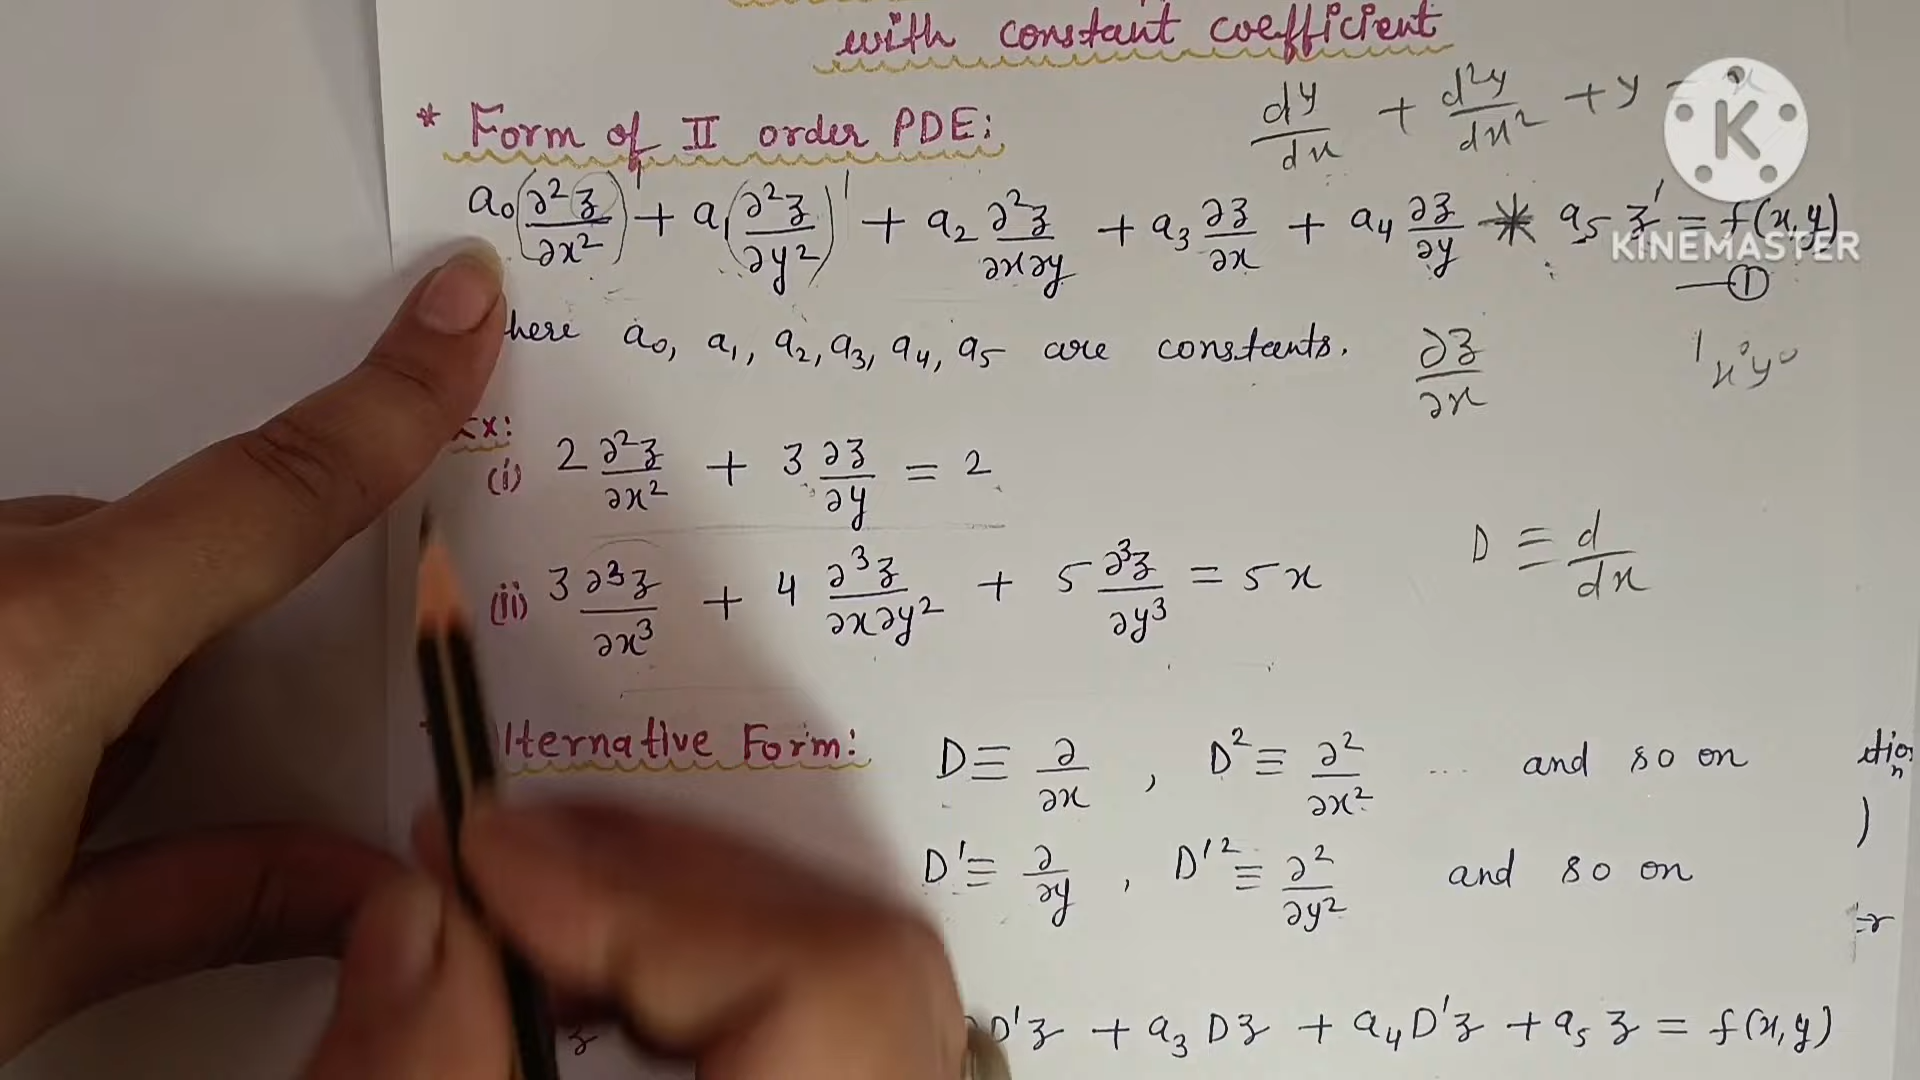 with constant coefficient
dy/dx + d²y/dx² + y =
* Form of II order PDE:
a₀(∂²z/∂x²)' + a₁(∂²z/∂y²)' + a₂ ∂²z/∂x∂y + a₃ ∂z/∂x + a₄ ∂z/∂y * a₅ z' = f(x,y)
K
KINEMASTER
①
here a₀, a₁, a₂, a₃, a₄, a₅ are constants.
∂z/∂x
1 x⁰y⁰
Ex:
(i) 2 ∂²z/∂x² + 3 ∂z/∂y = 2
D ≡ d/dx
(ii) 3 ∂³z/∂x³ + 4 ∂³z/∂x∂y² + 5 ∂³z/∂y³ = 5x
lternative Form: D ≡ ∂/∂x , D² ≡ ∂²/∂x² .... and so on
D' ≡ ∂/∂y , D'² ≡ ∂²/∂y² and so on
D'z + a₃ Dz + a₄ D'z + a₅ z = f(x,y)